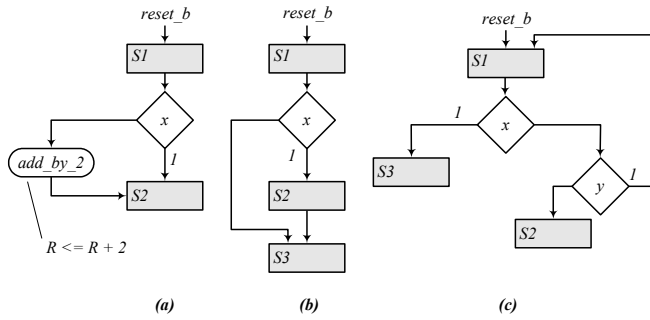 reset_b
S1
x
1
add_by_2
S2
R <= R + 2
(a)
reset_b
S1
x
1
S2
S3
(b)
reset_b
S1
1
x
S3
1
y
S2
(c)